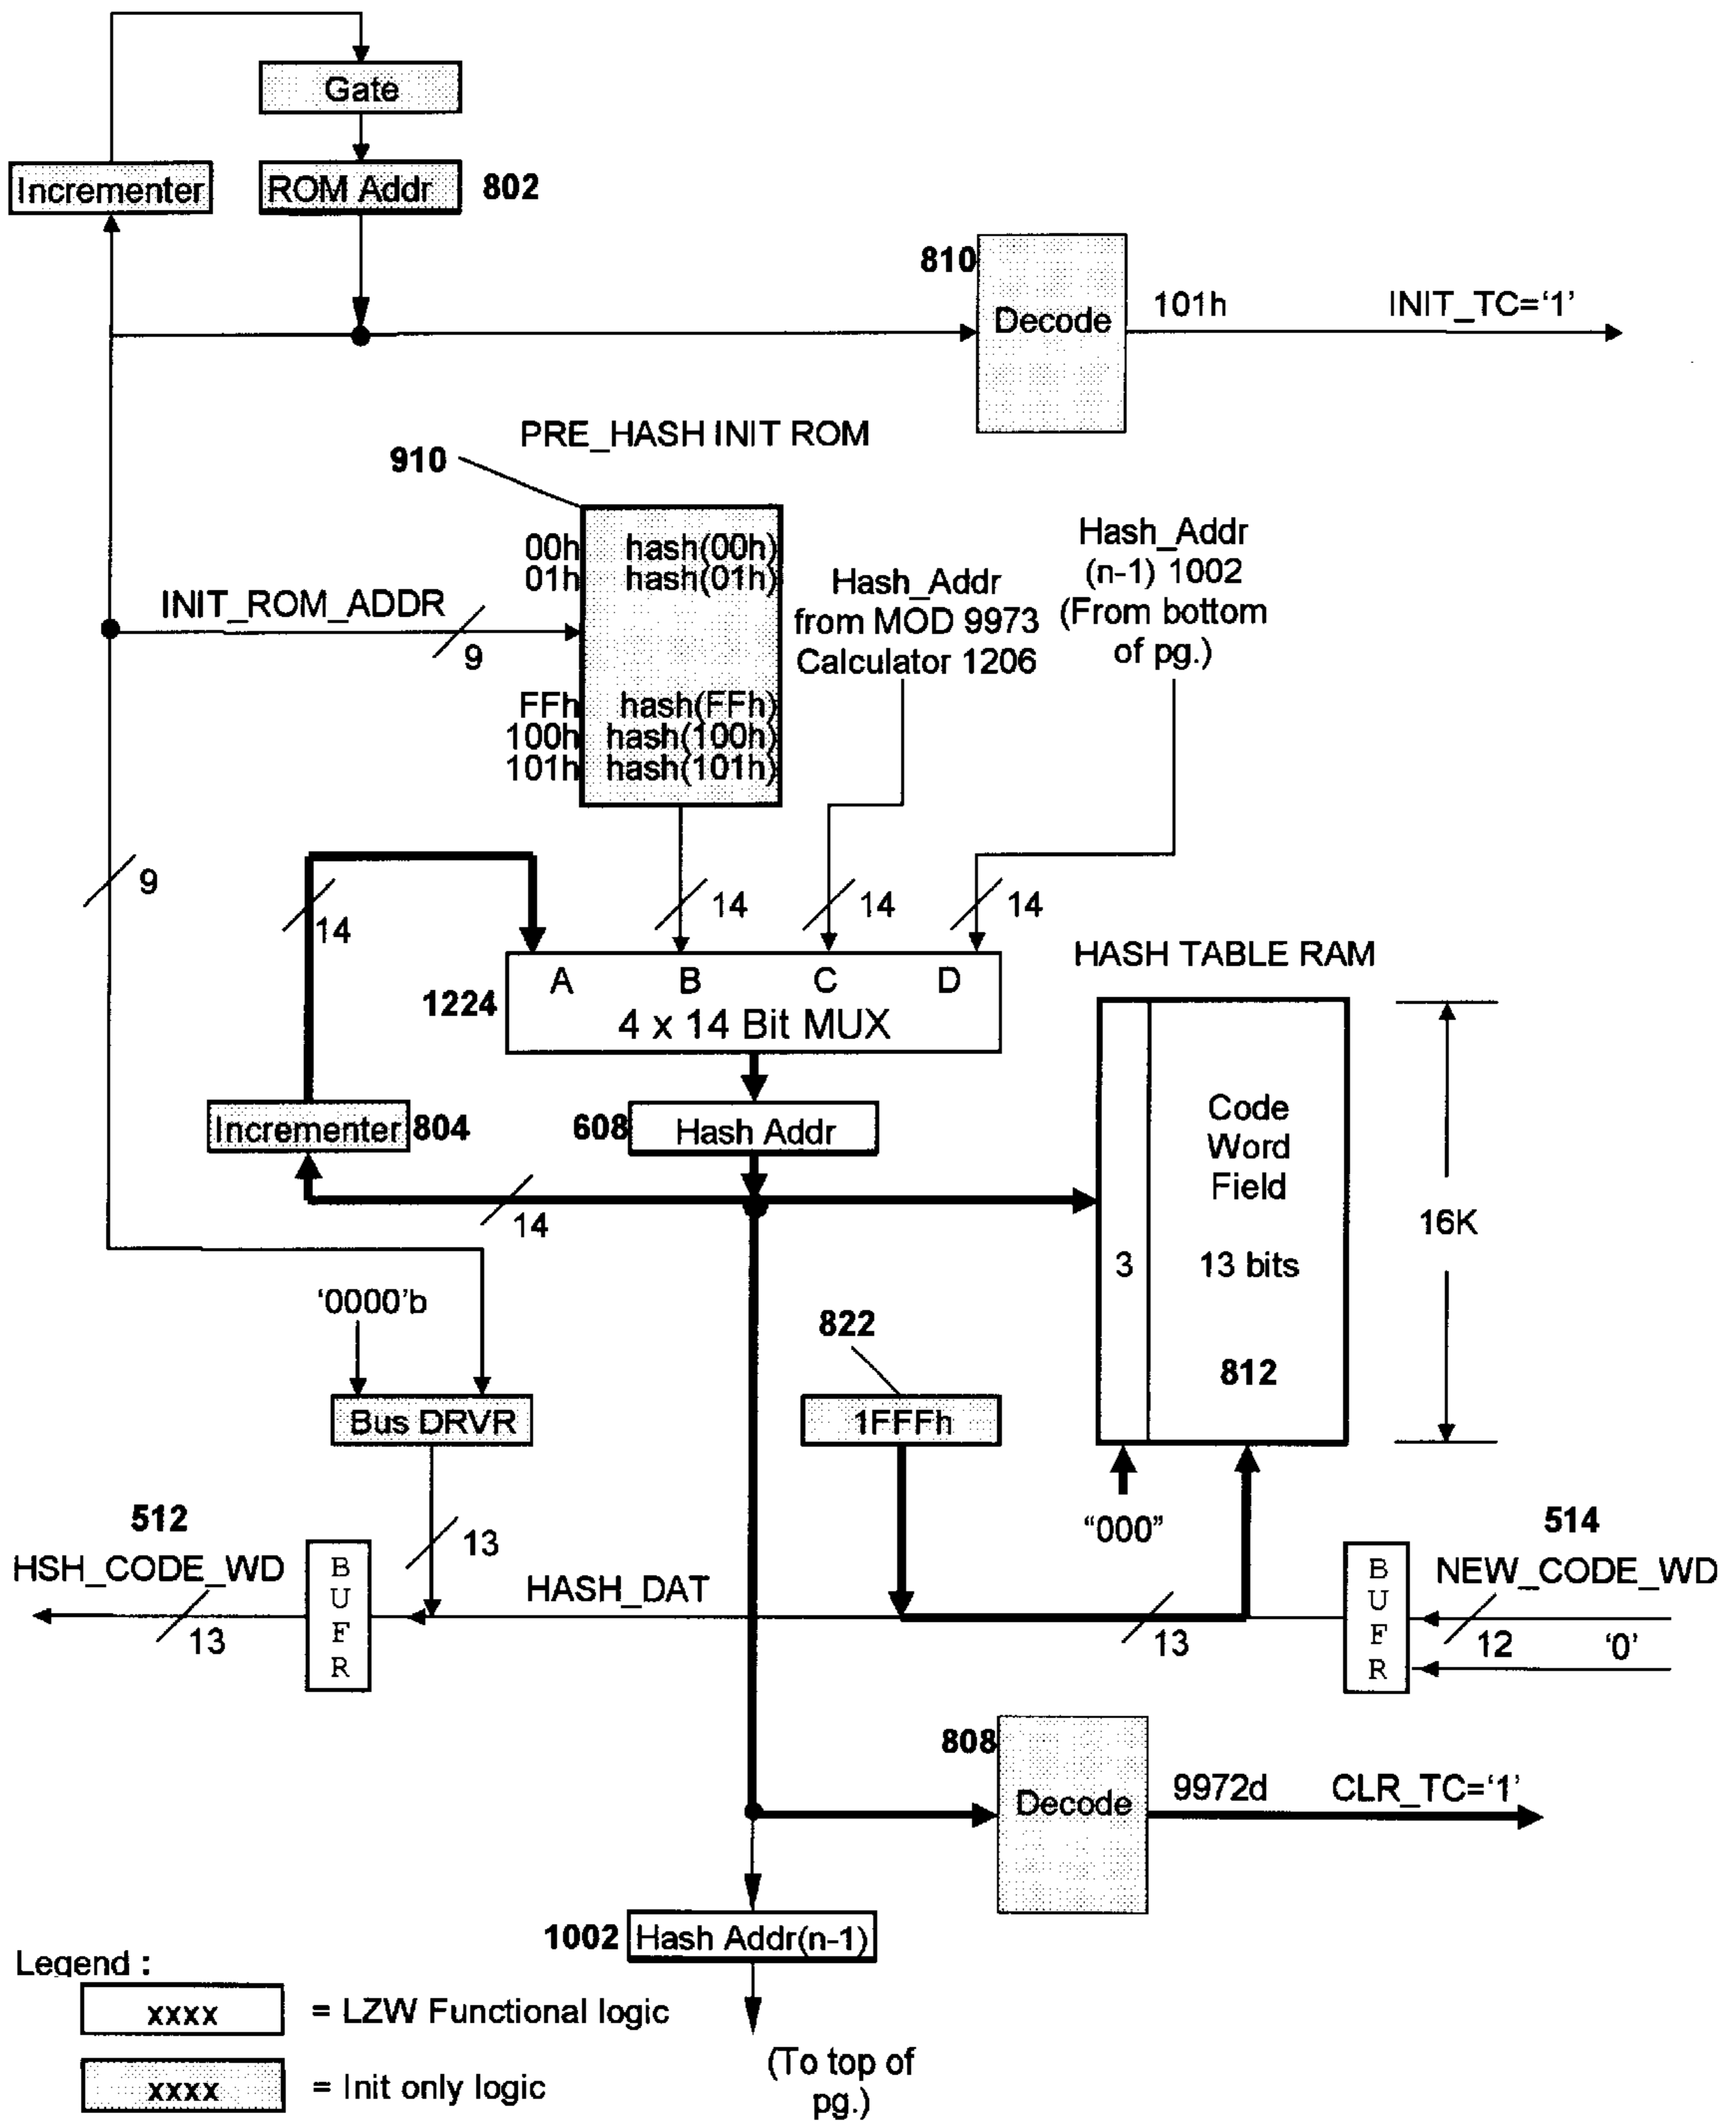 Gate
Incrementer
ROM Addr
802
810
Decode
101h
INIT_TC=‘1’
PRE_HASH INIT ROM
910
00h hash(00h)
01h hash(01h)
FFh hash(FFh)
100h hash(100h)
101h hash(101h)
INIT_ROM_ADDR
9
Hash_Addr
from MOD 9973
Calculator 1206
Hash_Addr
(n-1) 1002
(From bottom
of pg.)
9
14
14
14
14
1224
A B C D
4 x 14 Bit MUX
HASH TABLE RAM
Incrementer
804
608
Hash Addr
14
Code
Word
Field
3
13 bits
812
16K
‘0000’b
Bus DRVR
822
1FFFh
“000”
512
HSH_CODE_WD
13
BUFR
13
HASH_DAT
13
BUFR
514
NEW_CODE_WD
12
‘0’
808
Decode
9972d
CLR_TC=‘1’
1002
Hash Addr(n-1)
(To top of
pg.)
Legend :
xxxx = LZW Functional logic
xxxx = Init only logic